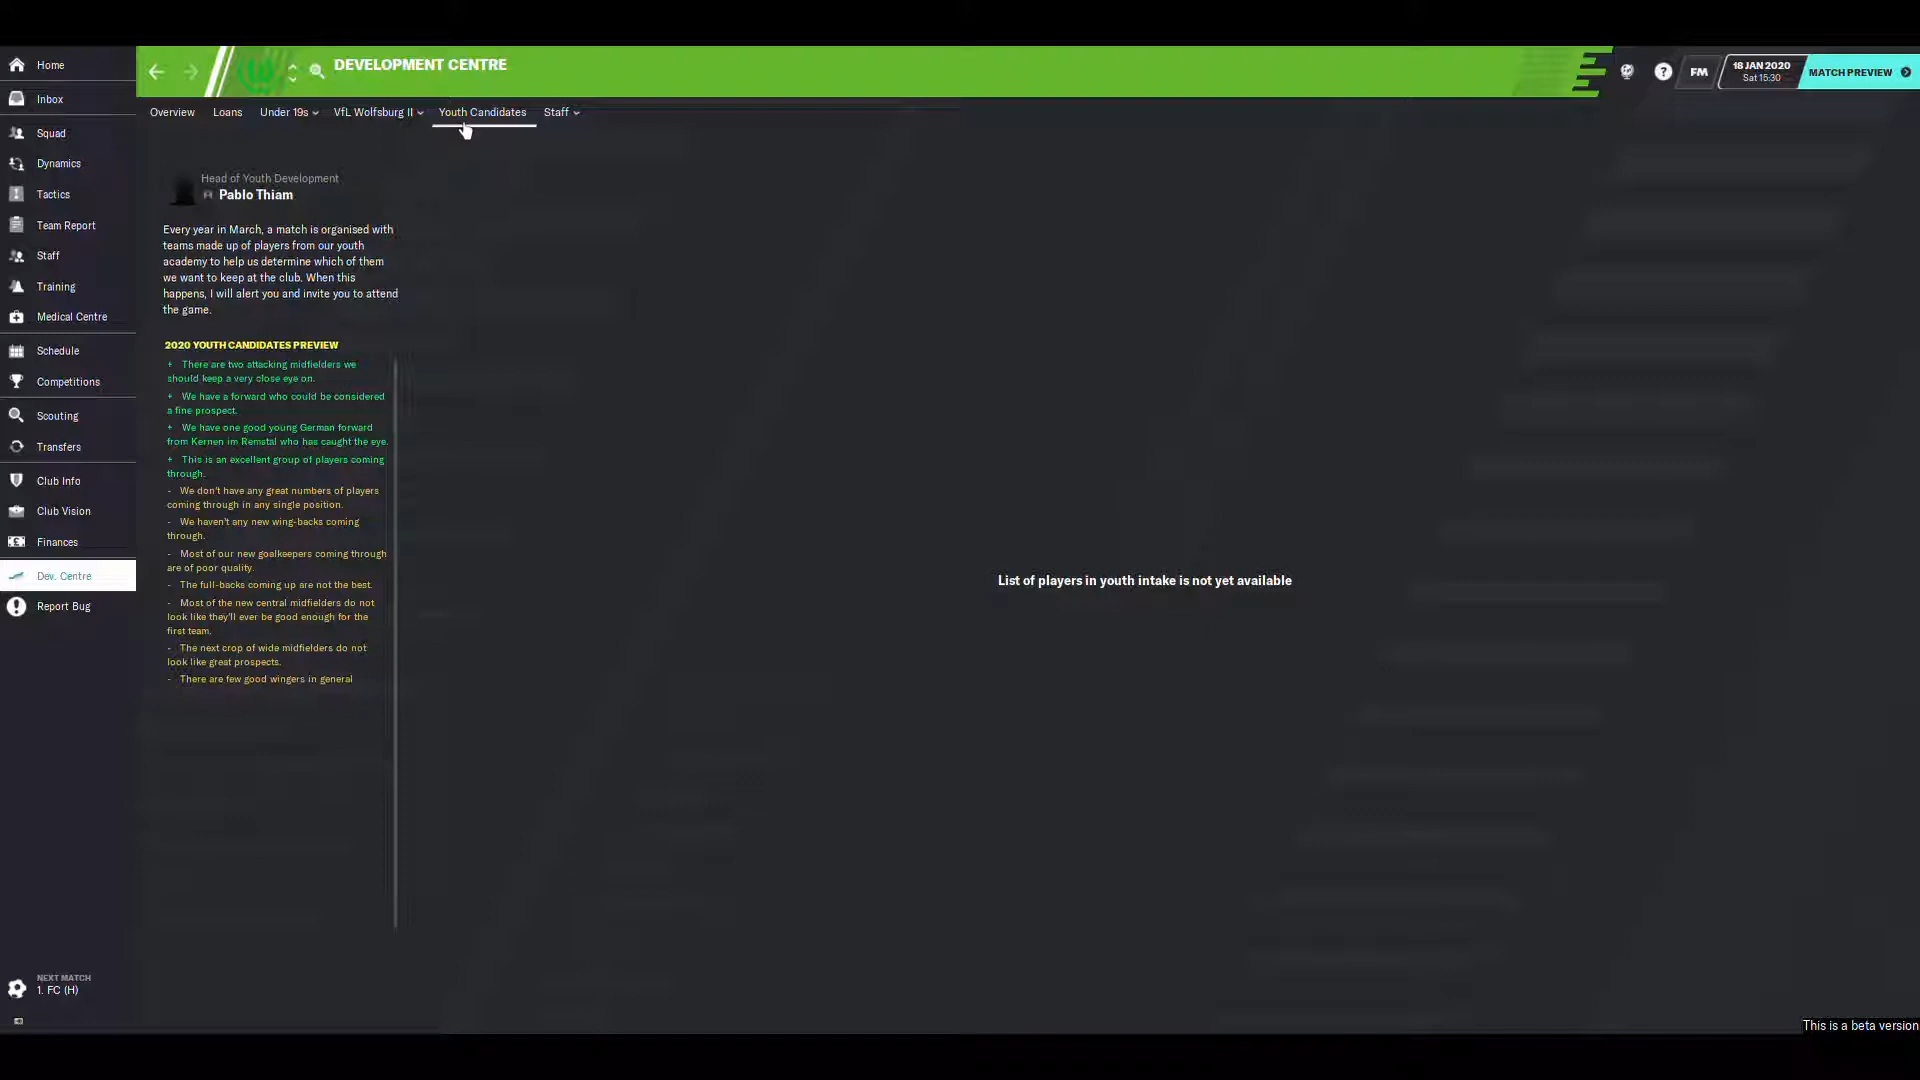 Home
Inbox
Squad
Dynamics
Tactics
Team Report
Staff
Training
Medical Centre
Schedule
Competitions
Scouting
Transfers
Club Info
Club Vision
Finances
Dev. Centre
Report Bug
NEXT MATCH
1. FC (H)
DEVELOPMENT CENTRE
?
FM
18 JAN 2020
Sat 15:30
MATCH PREVIEW
Overview
Loans
Under 19s
VfL Wolfsburg II
Youth Candidates
Staff
Head of Youth Development
Pablo Thiam
Every year in March, a match is organised with
teams made up of players from our youth
academy to help us determine which of them
we want to keep at the club. When this
happens, I will alert you and invite you to attend
the game.
2020 YOUTH CANDIDATES PREVIEW
+ There are two attacking midfielders we
should keep a very close eye on.
+ We have a forward who could be considered
a fine prospect.
+ We have one good young German forward
from Kernen im Remstal who has caught the eye.
+ This is an excellent group of players coming
through.
- We don't have any great numbers of players
coming through in any single position.
- We haven't any new wing-backs coming
through.
- Most of our new goalkeepers coming through
are of poor quality.
- The full-backs coming up are not the best.
- Most of the new central midfielders do not
look like they'll ever be good enough for the
first team.
- The next crop of wide midfielders do not
look like great prospects.
- There are few good wingers in general
List of players in youth intake is not yet available
This is a beta version